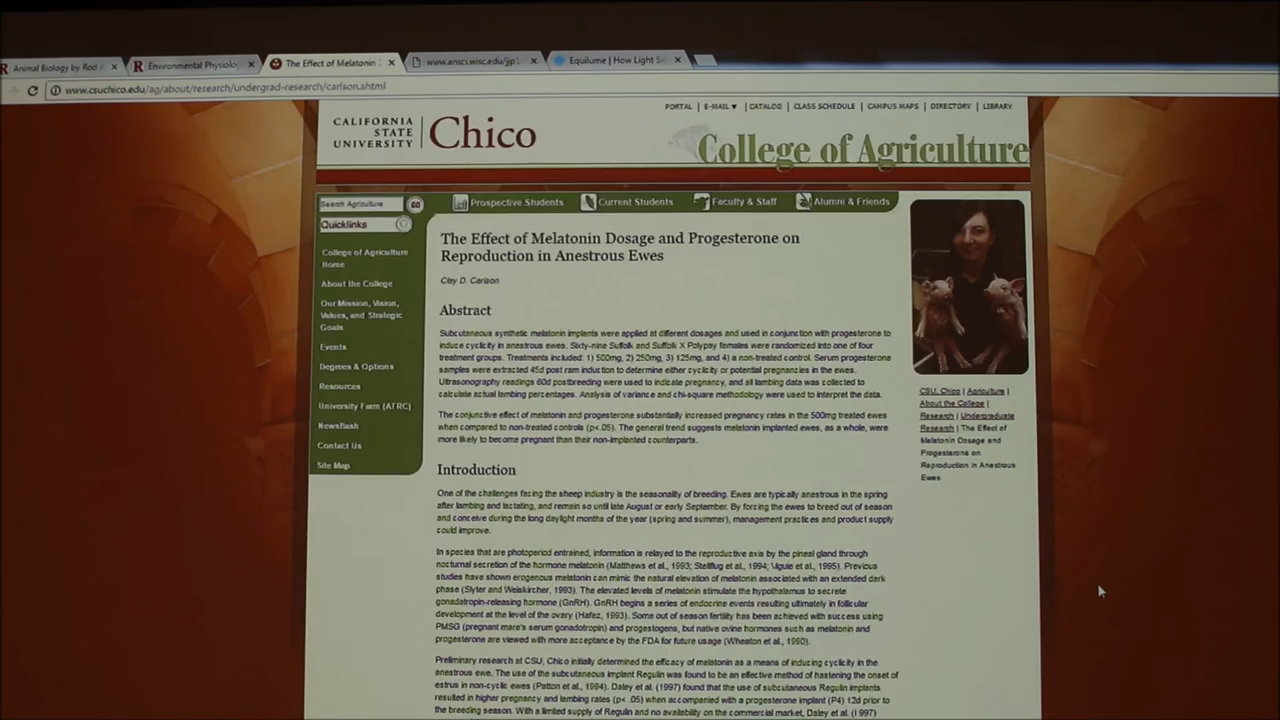 Animal Biology by Rod
Environmental Physiolog
The Effect of Melatonin
www.ansci.wisc.edu/jjp1
Equilume | How Light S
www.csuchico.edu/ag/about/research/undergrad-research/carlson.shtml
PORTAL | E-MAIL ▼ | CATALOG | CLASS SCHEDULE | CAMPUS MAPS | DIRECTORY | LIBRARY
CALIFORNIA
STATE
UNIVERSITY
Chico
College of Agriculture
Search Agriculture GO
Quicklinks
Prospective Students
Current Students
Faculty & Staff
Alumni & Friends
College of Agriculture
Home
About the College
Our Mission, Vision,
Values, and Strategic
Goals
Events
Degrees & Options
Resources
University Farm (ATRC)
Newsflash
Contact Us
Site Map
The Effect of Melatonin Dosage and Progesterone on
Reproduction in Anestrous Ewes
Clay D. Carlson
Abstract
Subcutaneous synthetic melatonin implants were applied at different dosages and used in conjunction with progesterone to
induce cyclicity in anestrous ewes. Sixty-nine Suffolk and Suffolk X Polypay females were randomized into one of four
treatment groups. Treatments included: 1) 500mg, 2) 250mg, 3) 125mg, and 4) a non-treated control. Serum progesterone
samples were extracted 45d post ram induction to determine either cyclicity or potential pregnancies in the ewes.
Ultrasonography readings 60d postbreeding were used to indicate pregnancy, and all lambing data was collected to
calculate actual lambing percentages. Analysis of variance and chi-square methodology were used to interpret the data.
The conjunctive effect of melatonin and progesterone substantially increased pregnancy rates in the 500mg treated ewes
when compared to non-treated controls (p<.05). The general trend suggests melatonin implanted ewes, as a whole, were
more likely to become pregnant than their non-implanted counterparts.
Introduction
One of the challenges facing the sheep industry is the seasonality of breeding. Ewes are typically anestrous in the spring
after lambing and lactating, and remain so until late August or early September. By forcing the ewes to breed out of season
and conceive during the long daylight months of the year (spring and summer), management practices and product supply
could improve.
In species that are photoperiod entrained, information is relayed to the reproductive axis by the pineal gland through
nocturnal secretion of the hormone melatonin (Matthews et al., 1993; Stellflug et al., 1994; Viguie et al., 1995). Previous
studies have shown erogenous melatonin can mimic the natural elevation of melatonin associated with an extended dark
phase (Slyter and Weiskircher, 1993). The elevated levels of melatonin stimulate the hypothalamus to secrete
gonadatropin-releasing hormone (GnRH). GnRH begins a series of endocrine events resulting ultimately in follicular
development at the level of the ovary (Hafez, 1993). Some out of season fertility has been achieved with success using
PMSG (pregnant mare's serum gonadotropin) and progestogens, but native ovine hormones such as melatonin and
progesterone are viewed with more acceptance by the FDA for future usage (Wheaton et al., 1990).
Preliminary research at CSU, Chico initially determined the efficacy of melatonin as a means of inducing cyclicity in the
anestrous ewe. The use of the subcutaneous implant Regulin was found to be an effective method of hastening the onset of
estrus in non-cyclic ewes (Patton et al., 1994). Daley et al. (1997) found that the use of subcutaneous Regulin implants
resulted in higher pregnancy and lambing rates (p< .05) when accompanied with a progesterone implant (P4) 12d prior to
the breeding season. With a limited supply of Regulin and no availability on the commercial market, Daley et al. (1997)
CSU, Chico | Agriculture |
About the College |
Research | Undergraduate
Research | The Effect of
Melatonin Dosage and
Progesterone on
Reproduction in Anestrous
Ewes